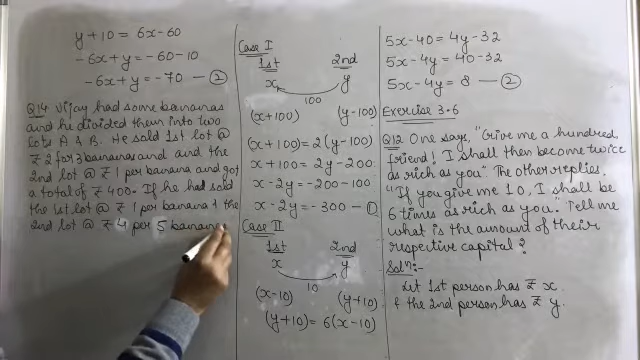 y+10 = 6x-60
-6x+y = -60-10
-6x+y = -70 — ②
Q14 Vijay had some bananas
and he divided them into two
lots A & B. He sold 1st lot @
₹ 2 for 3 bananas and and the
2nd lot @ ₹ 1 per banana and got
a total of ₹ 400. If he had sold
the 1st lot @ ₹ 1 per banana & the
2nd lot @ ₹ 4 per 5 banana
Case I
1st 2nd
x y
100
(x+100) (y-100)
(x+100) = 2(y-100)
x+100 = 2y-200
x-2y = -200-100
x-2y = -300 — ①
Case II
1st 2nd
x y
10
(x-10) (y+10)
(y+10) = 6(x-10)
5x-40 = 4y-32
5x-4y = 40-32
5x-4y = 8 — ②
Exercise 3.6
Q12 One says, "Give me a hundred,
friend! I shall then become twice
as rich as you". The other replies,
"If you give me 10, I shall be
6 times as rich as you." Tell me
what is the amount of their
respective capital?
Solⁿ:-
Let 1st person has ₹ x
& the 2nd person has ₹ y.